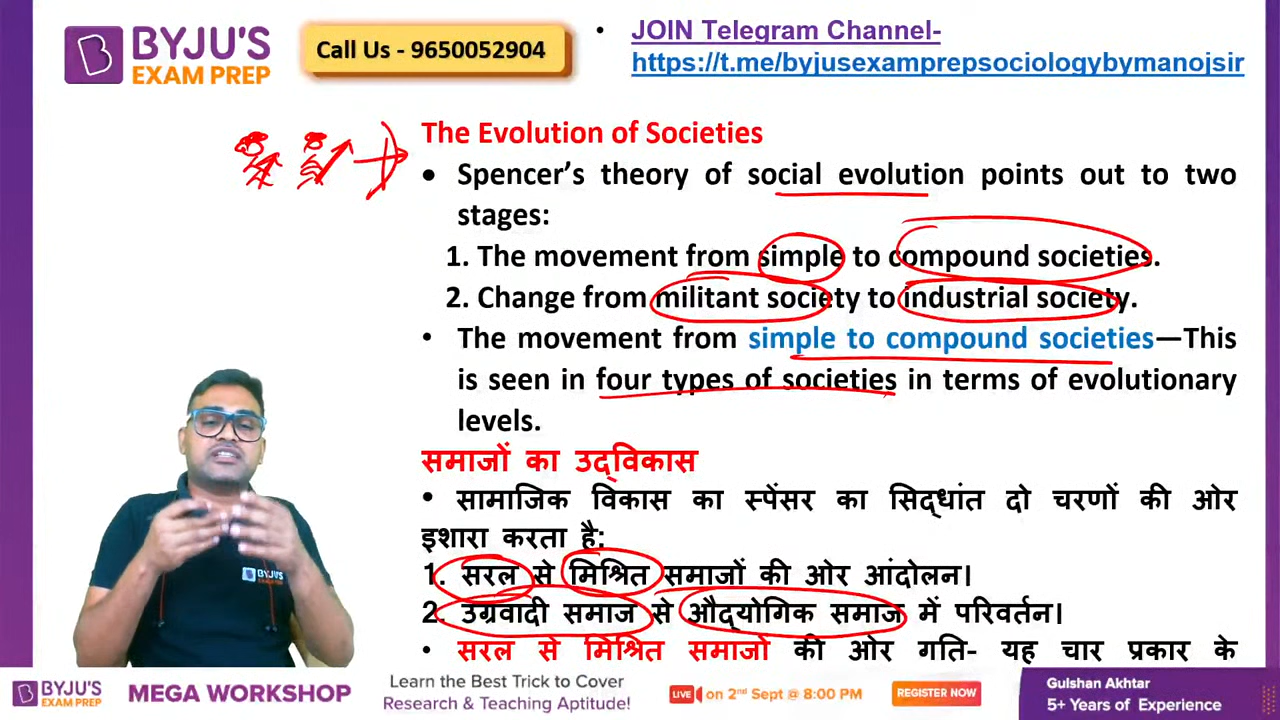 BYJU'S
EXAM PREP
Call Us - 9650052904
• JOIN Telegram Channel-
https://t.me/byjusexamprepsociologybymanojsir
The Evolution of Societies
• Spencer's theory of social evolution points out to two
stages:
1. The movement from simple to compound societies.
2. Change from militant society to industrial society.
• The movement from simple to compound societies—This
is seen in four types of societies in terms of evolutionary
levels.
समाजों का उद्विकास
• सामाजिक विकास का स्पेंसर का सिद्धांत दो चरणों की ओर
इशारा करता है:
1. सरल से मिश्रित समाजों की ओर आंदोलन।
2. उग्रवादी समाज से औद्योगिक समाज में परिवर्तन।
• सरल से मिश्रित समाजो की ओर गति- यह चार प्रकार के
BYJU'S
BYJU'S
EXAM PREP
MEGA WORKSHOP
Learn the Best Trick to Cover
Research & Teaching Aptitude!
LIVE on 2nd Sept @ 8:00 PM
REGISTER NOW
Gulshan Akhtar
5+ Years of Experience